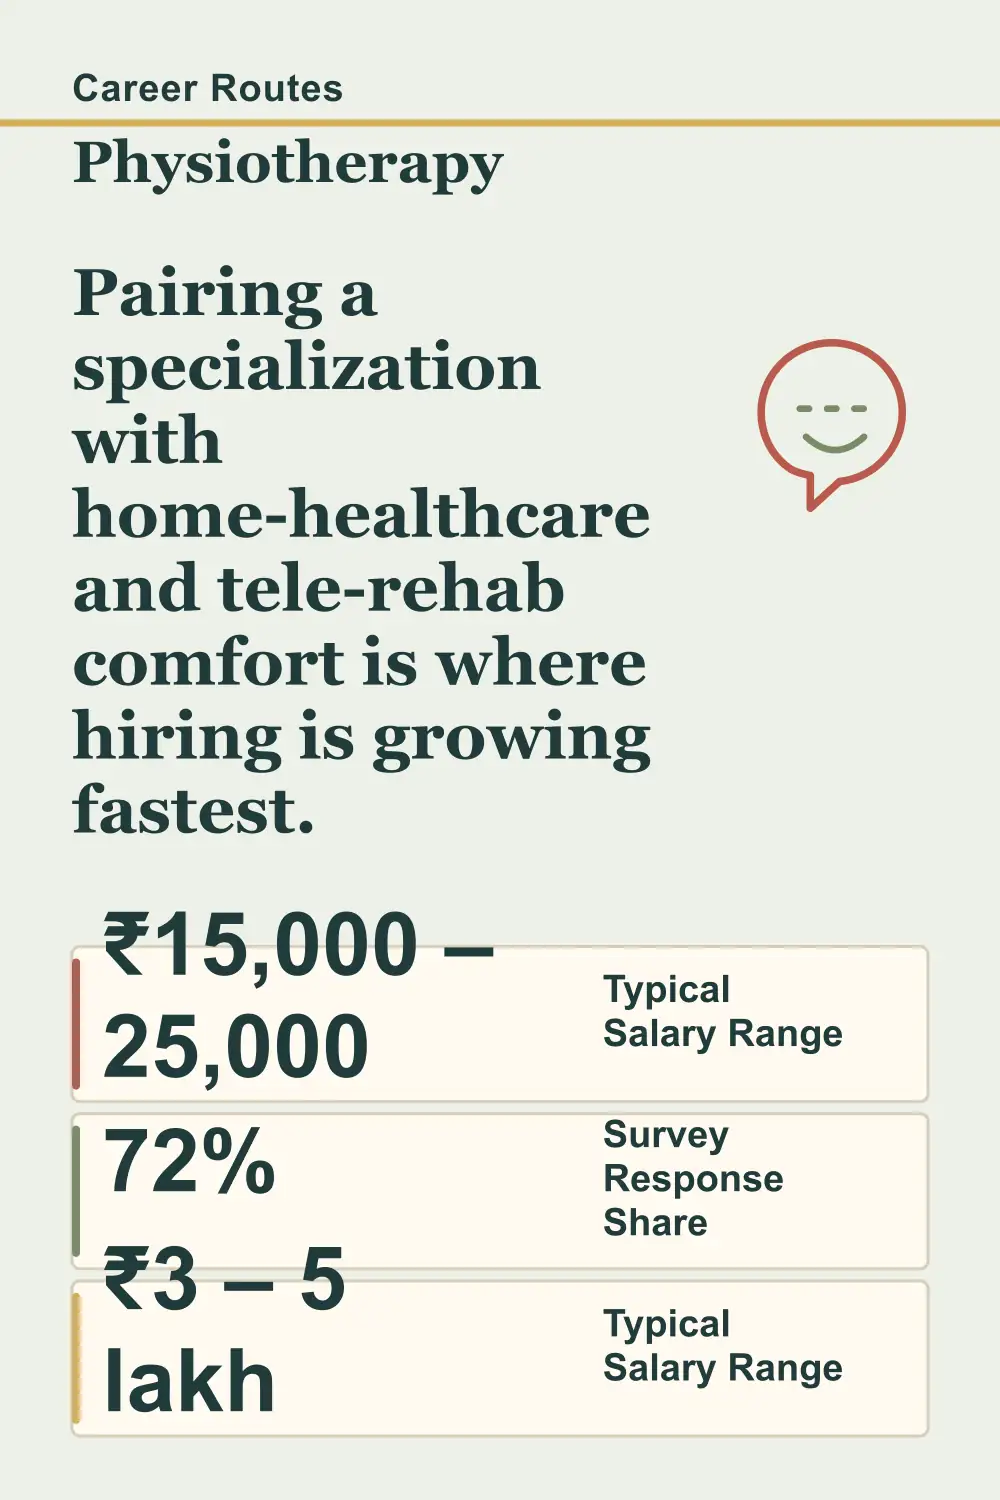 Career Routes
Physiotherapy
Pairing a
specialization
with
home-healthcare
and tele-rehab
comfort is where
hiring is growing
fastest.
₹15,000 –
25,000
Typical
Salary Range
72%
Survey
Response
Share
₹3 – 5
lakh
Typical
Salary Range